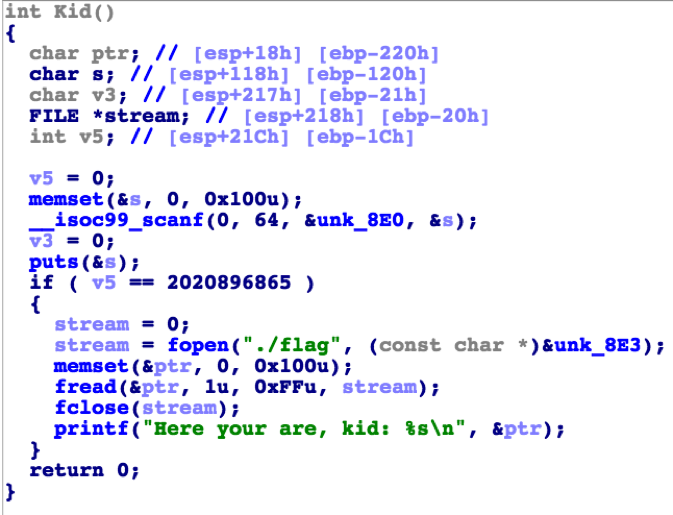 int Kid()
{
  char ptr; // [esp+18h] [ebp-220h]
  char s; // [esp+118h] [ebp-120h]
  char v3; // [esp+217h] [ebp-21h]
  FILE *stream; // [esp+218h] [ebp-20h]
  int v5; // [esp+21Ch] [ebp-1Ch]

  v5 = 0;
  memset(&s, 0, 0x100u);
  __isoc99_scanf(0, 64, &unk_8E0, &s);
  v3 = 0;
  puts(&s);
  if ( v5 == 2020896865 )
  {
    stream = 0;
    stream = fopen("./flag", (const char *)&unk_8E3);
    memset(&ptr, 0, 0x100u);
    fread(&ptr, 1u, 0xFFu, stream);
    fclose(stream);
    printf("Here your are, kid: %s\n", &ptr);
  }
  return 0;
}